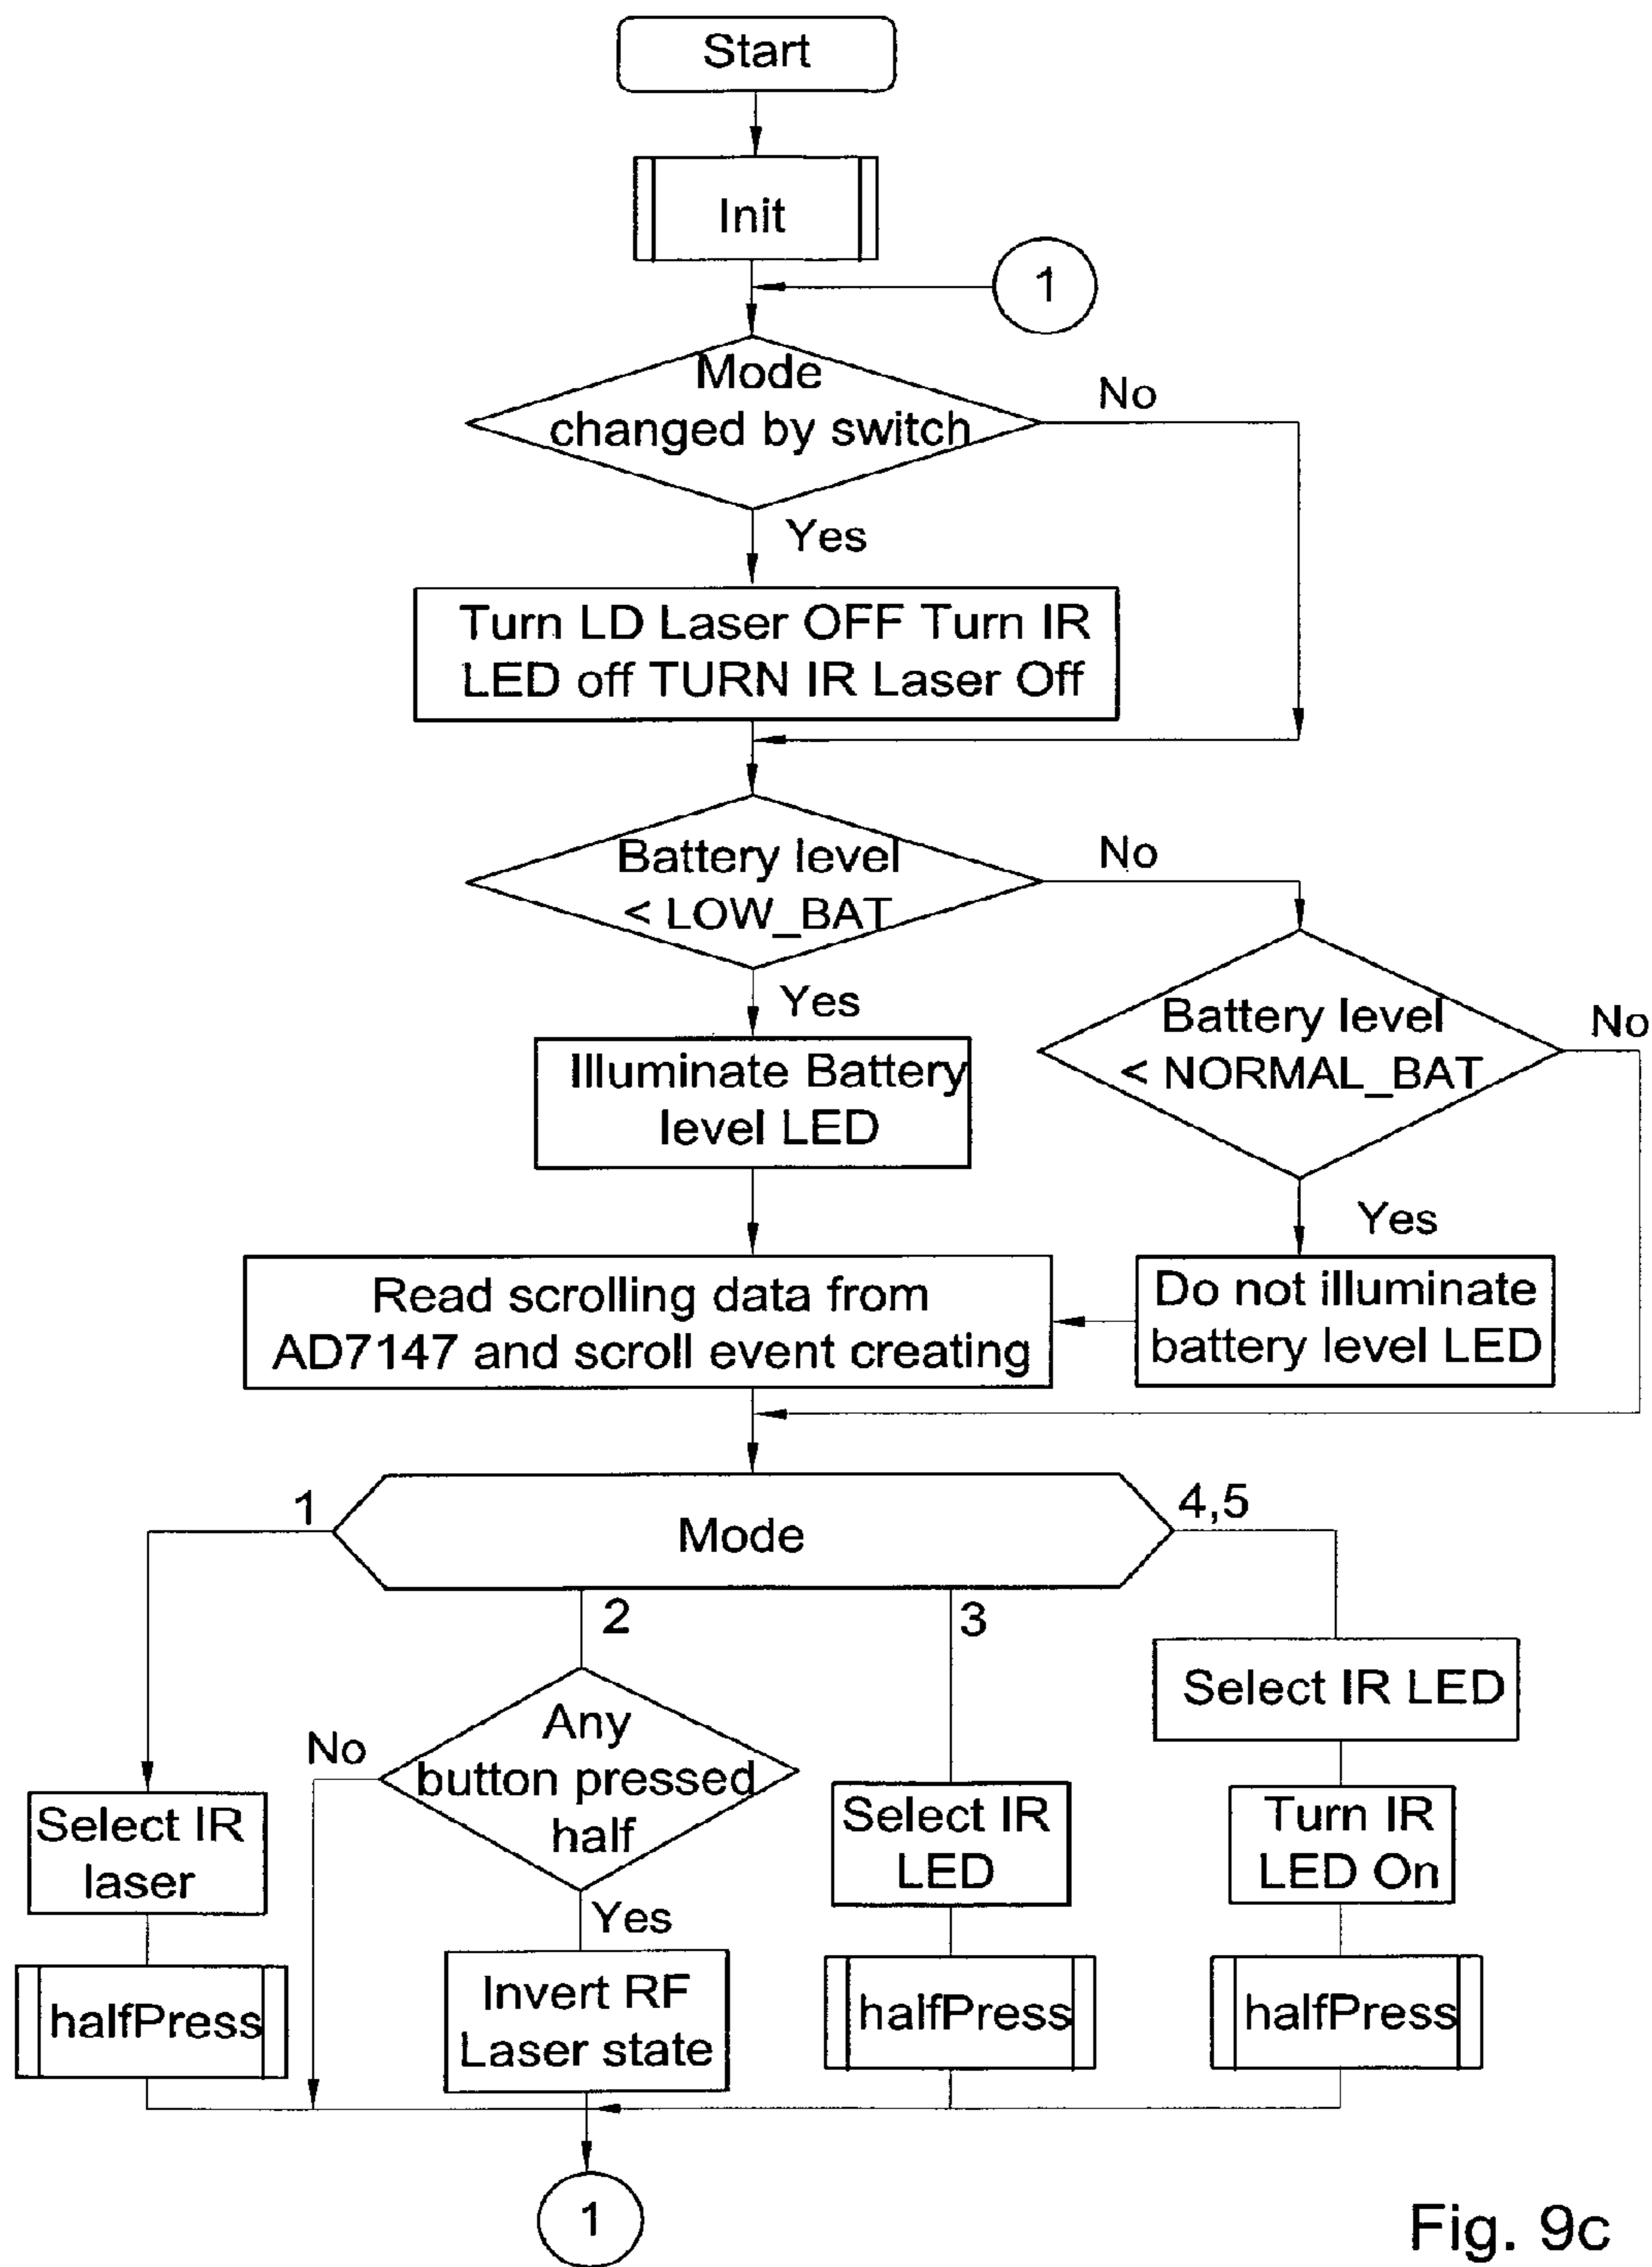 Start
Init
1
Mode
changed by switch
No
Yes
Turn LD Laser OFF Turn IR
LED off TURN IR Laser Off
Battery level
< LOW_BAT
No
Yes
Battery level
< NORMAL_BAT
No
Illuminate Battery
level LED
Yes
Read scrolling data from
AD7147 and scroll event creating
Do not illuminate
battery level LED
Mode
1
2
3
4,5
Select IR
laser
halfPress
Any
button pressed
half
No
Yes
Invert RF
Laser state
Select IR
LED
halfPress
Select IR LED
Turn IR
LED On
halfPress
1
Fig. 9c